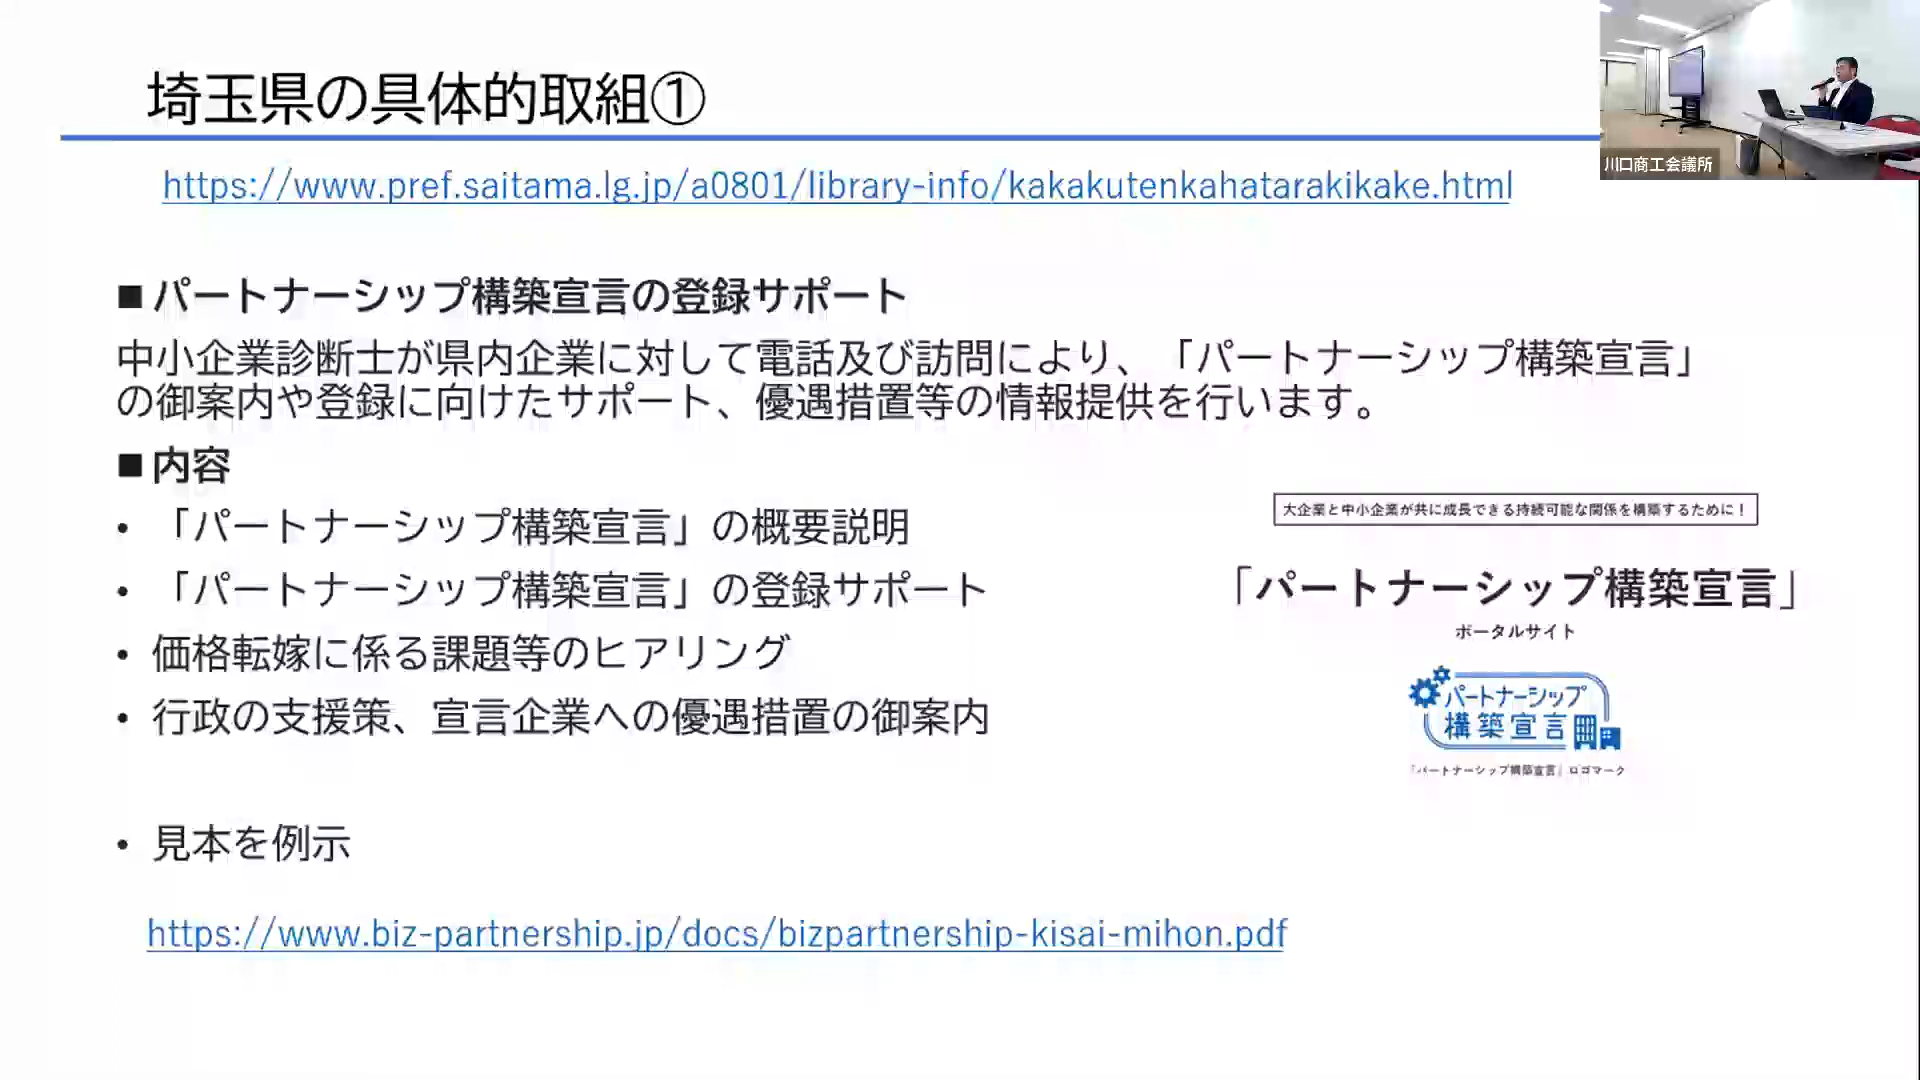 埼玉県の具体的取組①
川口商工会議所
https://www.pref.saitama.lg.jp/a0801/library-info/kakakutenkahatarakikake.html
■パートナーシップ構築宣言の登録サポート
中小企業診断士が県内企業に対して電話及び訪問により、「パートナーシップ構築宣言」
の御案内や登録に向けたサポート、優遇措置等の情報提供を行います。
■内容
• 「パートナーシップ構築宣言」の概要説明
• 「パートナーシップ構築宣言」の登録サポート
• 価格転嫁に係る課題等のヒアリング
• 行政の支援策、宣言企業への優遇措置の御案内
• 見本を例示
https://www.biz-partnership.jp/docs/bizpartnership-kisai-mihon.pdf
大企業と中小企業が共に成長できる持続可能な関係を構築するために！
「パートナーシップ構築宣言」
ポータルサイト
パートナーシップ
構築宣言
「パートナーシップ構築宣言」ロゴマーク